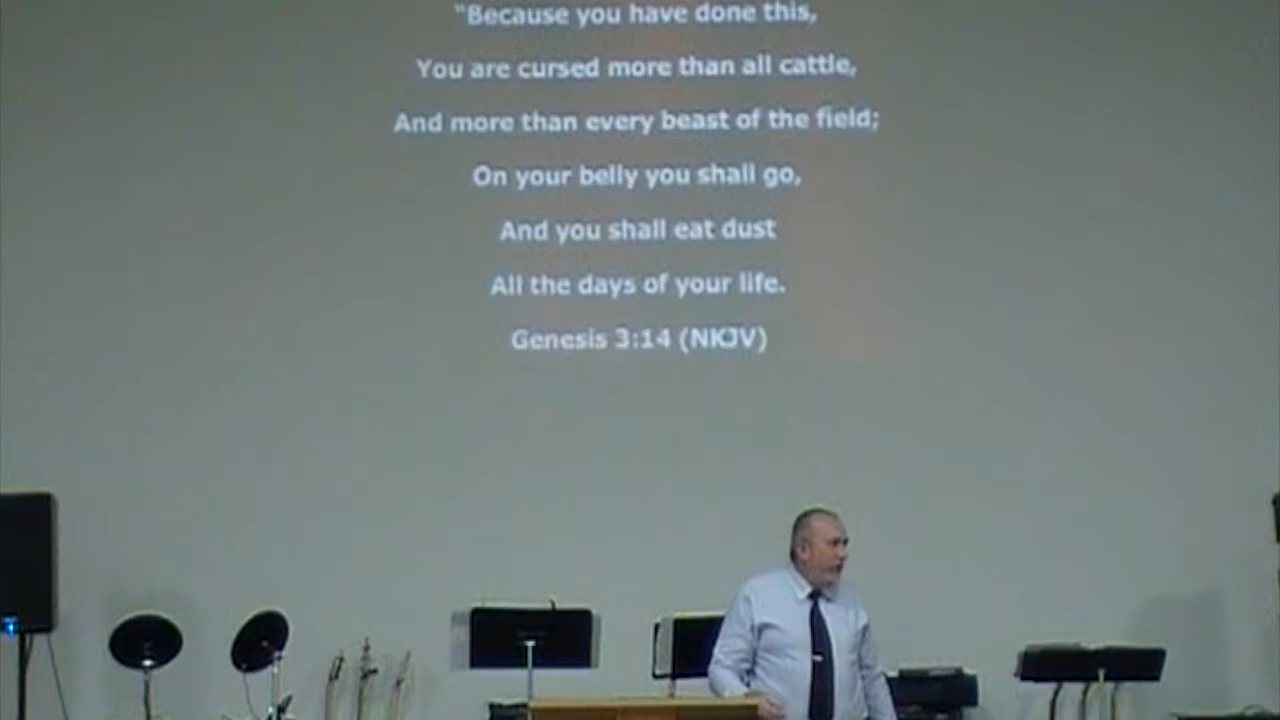 "Because you have done this,
You are cursed more than all cattle,
And more than every beast of the field;
On your belly you shall go,
And you shall eat dust
All the days of your life.
Genesis 3:14 (NKJV)